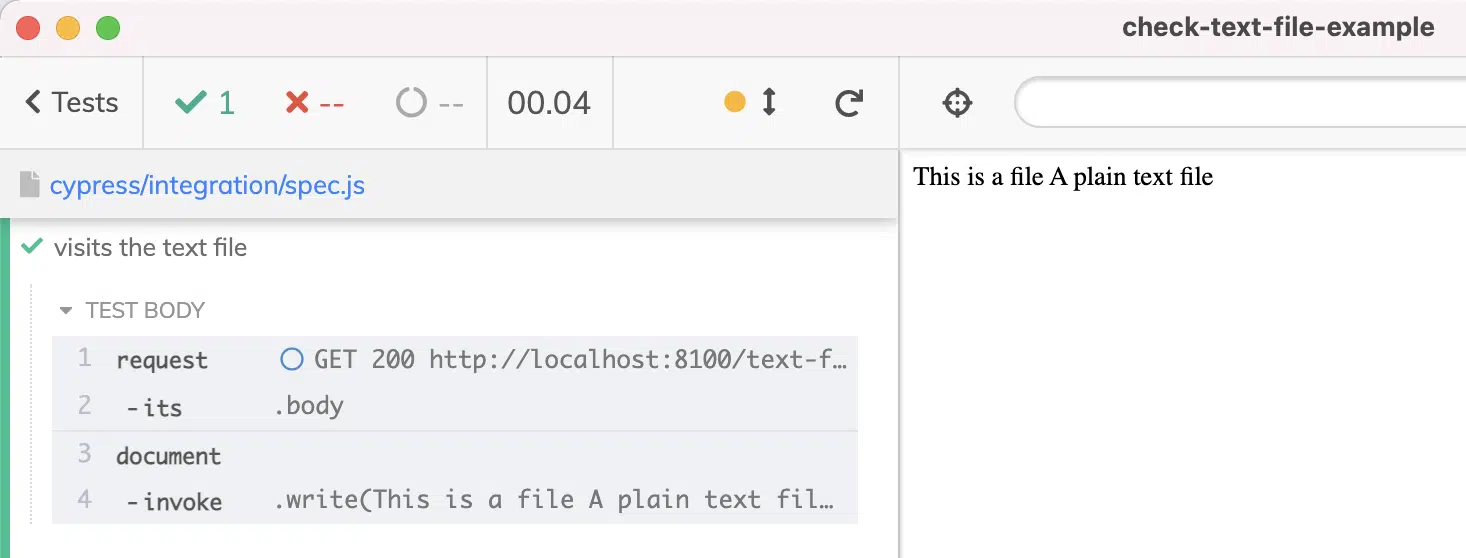 check-text-file-example
Tests 1 -- -- 00.04
cypress/integration/spec.js
This is a file A plain text file
visits the text file
TEST BODY
1 request GET 200 http://localhost:8100/text-f…
2 -its .body
3 document
4 -invoke .write(This is a file A plain text fil…